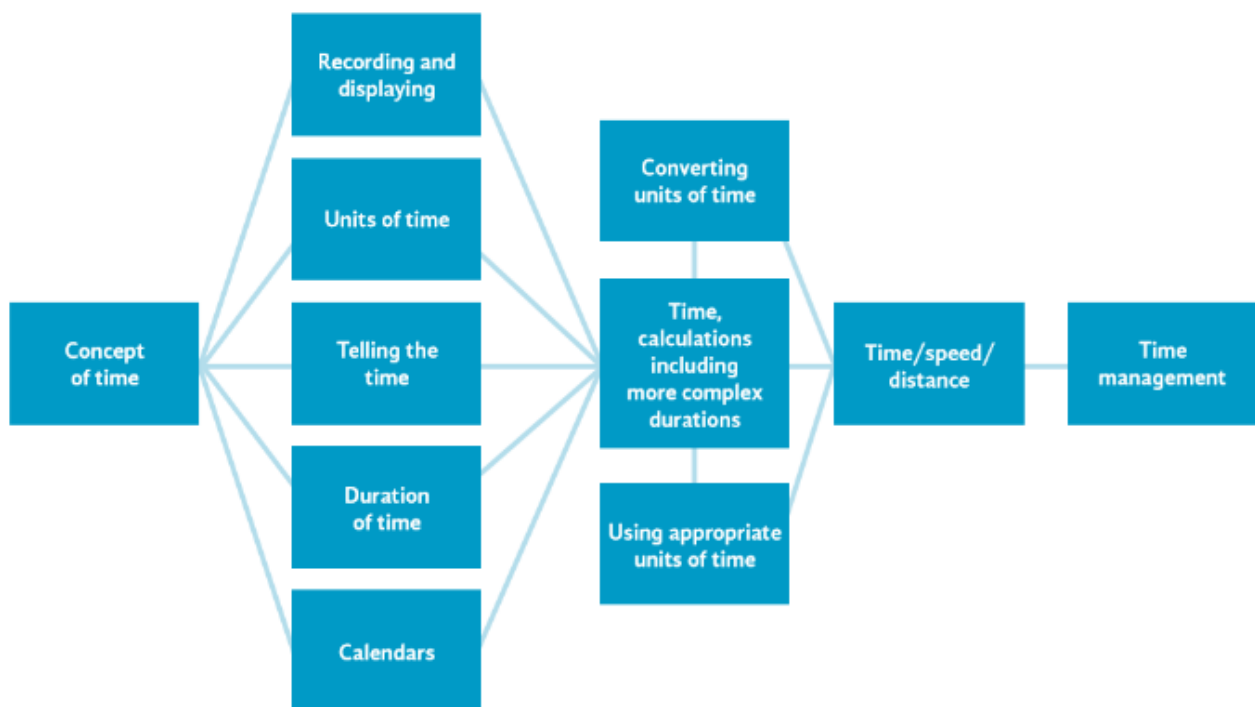 Concept
of time
Recording and
displaying
Units of time
Telling the
time
Duration
of time
Calendars
Converting
units of time
Time,
calculations
including
more complex
durations
Using appropriate
units of time
Time/speed/
distance
Time
management